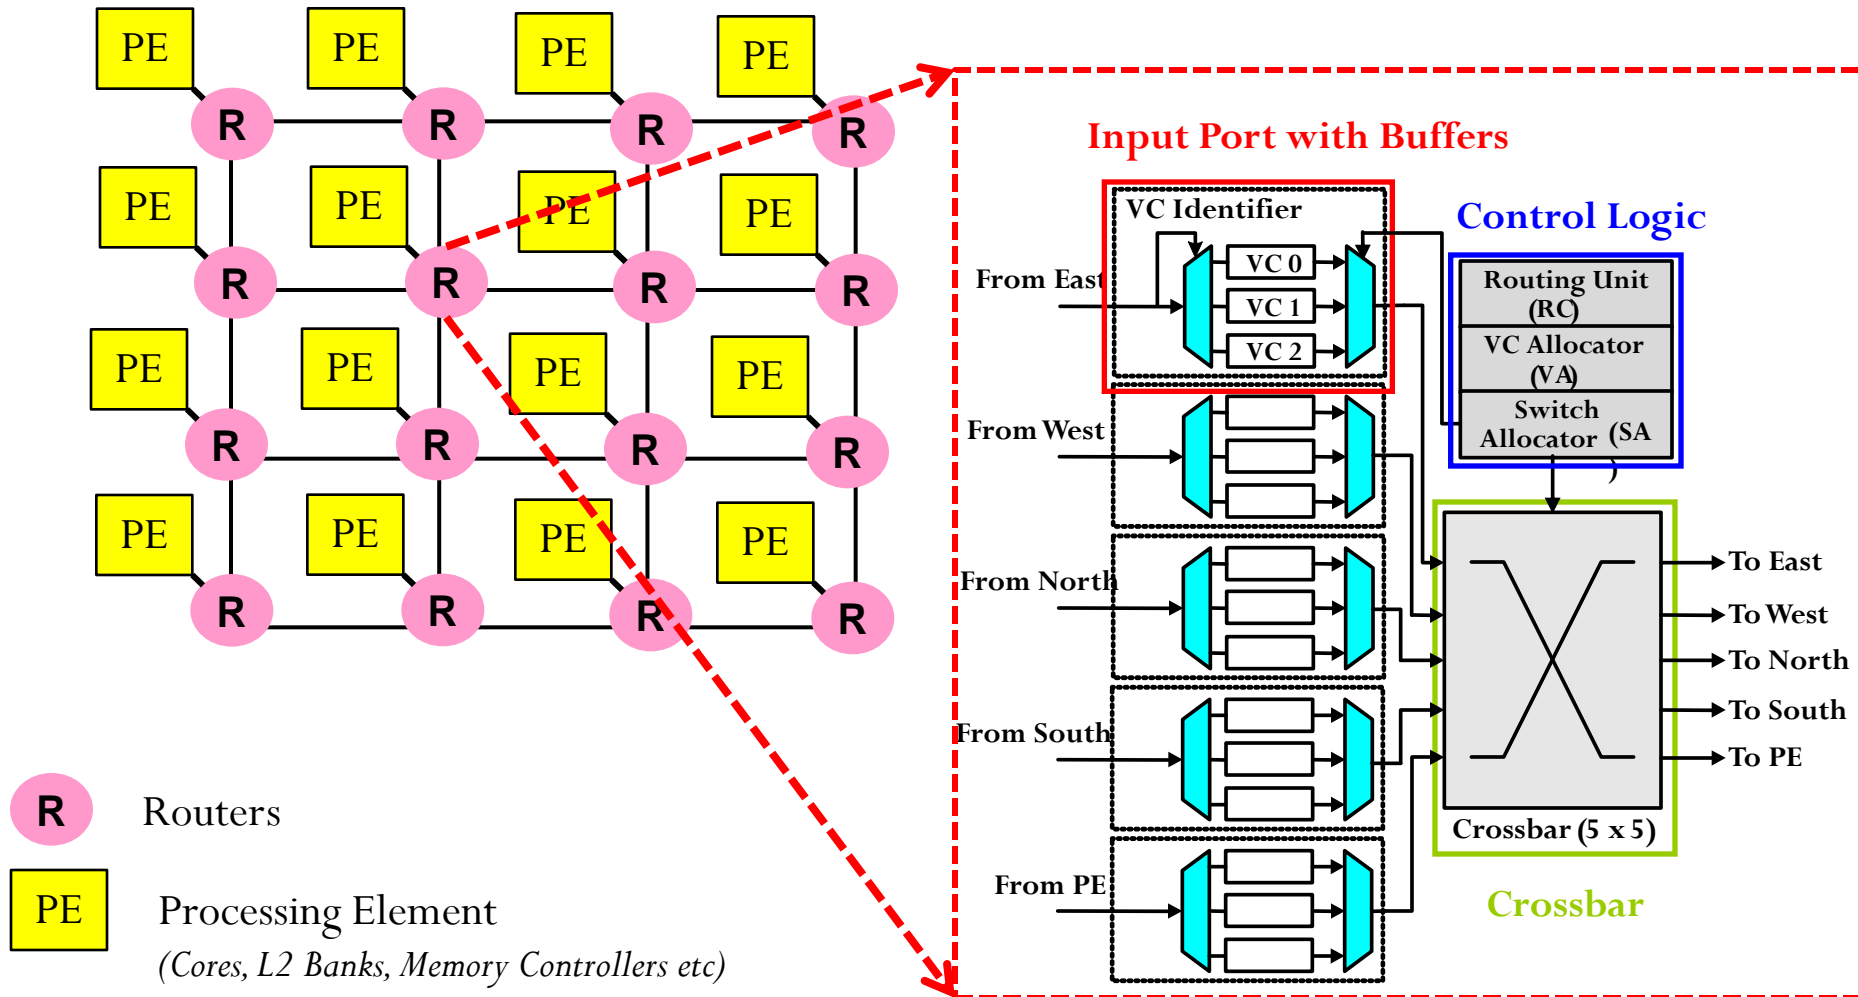 PE PE PE PE
R R R R
PE PE PE PE
R R R R
PE PE PE PE
R R R R
PE PE PE PE
R R R R
R Routers
PE Processing Element
(Cores, L2 Banks, Memory Controllers etc)
Input Port with Buffers
VC Identifier
From East
VC 0
VC 1
VC 2
From West
From North
From South
From PE
Control Logic
Routing Unit
(RC)
VC Allocator
(VA)
Switch
Allocator (SA
)
To East
To West
To North
To South
To PE
Crossbar (5 x 5)
Crossbar